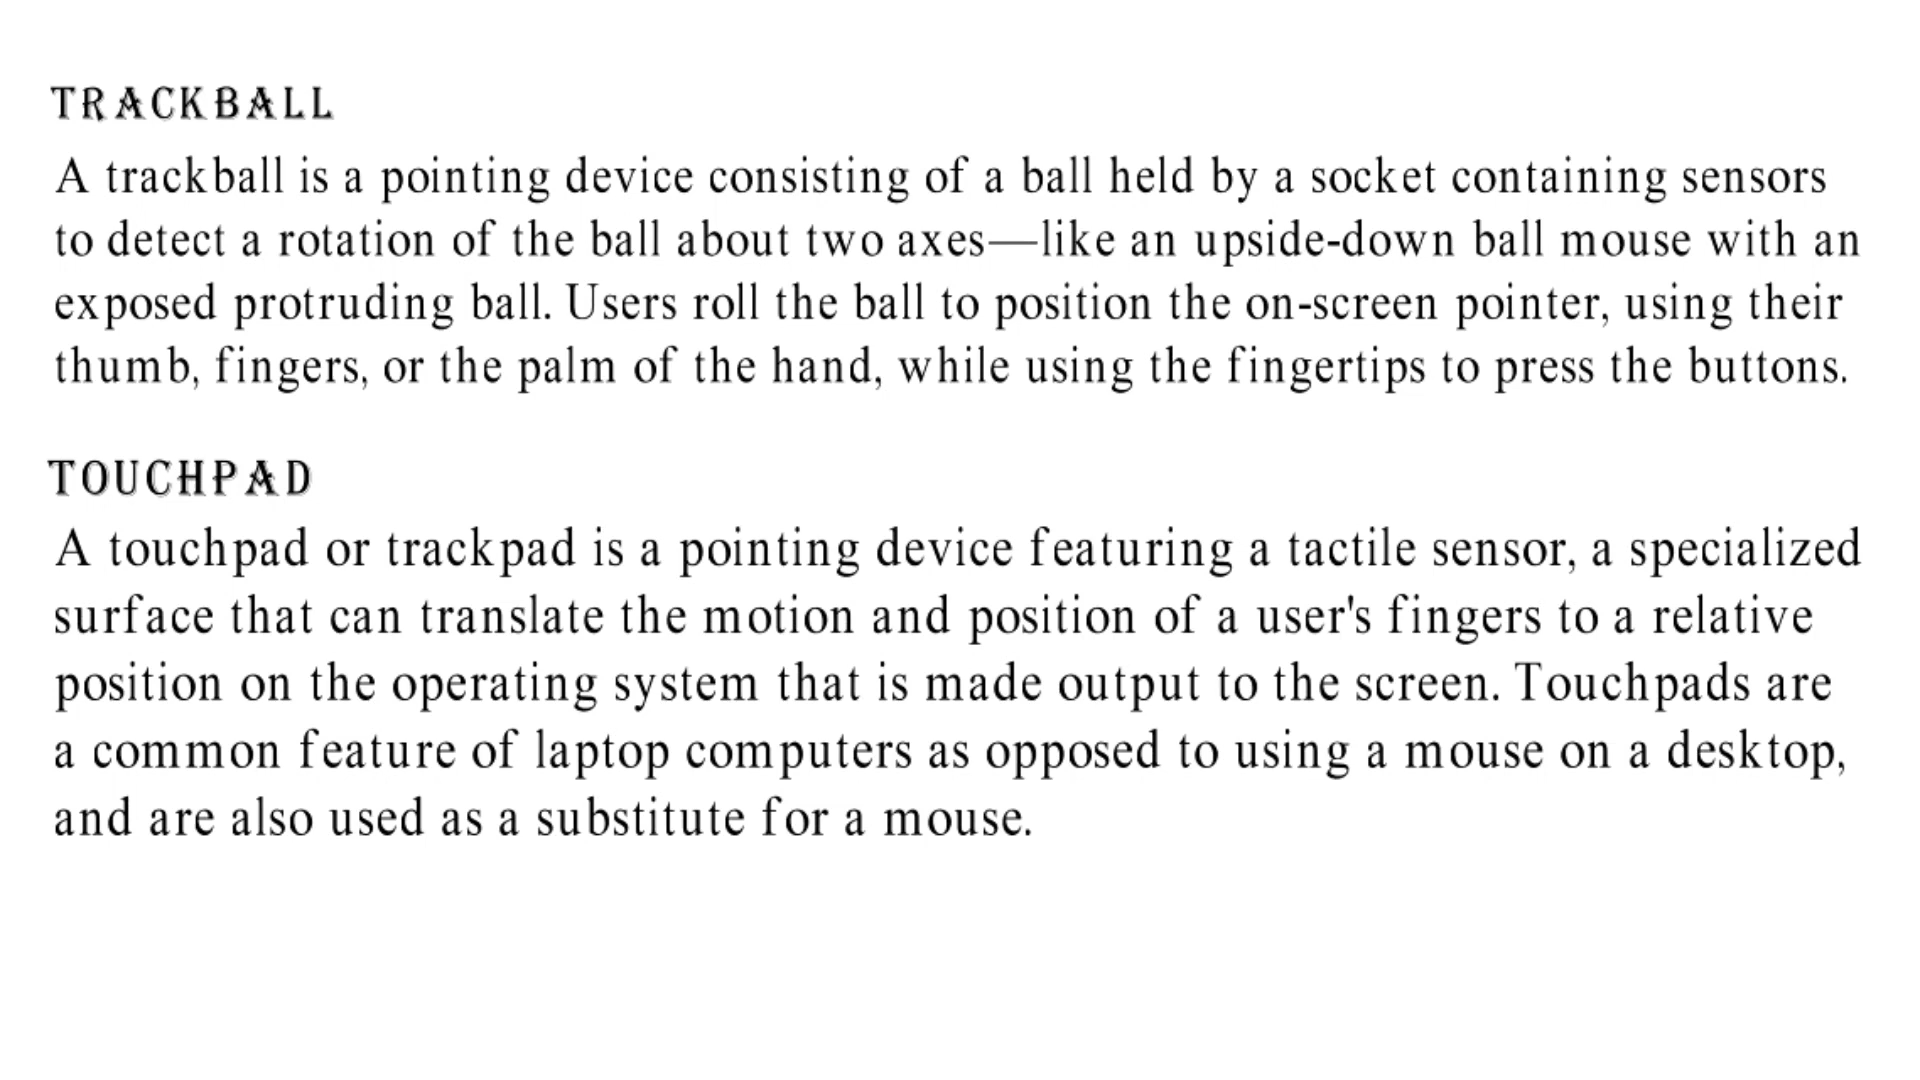 TRACKBALL
A trackball is a pointing device consisting of a ball held by a socket containing sensors
to detect a rotation of the ball about two axes—like an upside-down ball mouse with an
exposed protruding ball. Users roll the ball to position the on-screen pointer, using their
thumb, fingers, or the palm of the hand, while using the fingertips to press the buttons.
TOUCHPAD
A touchpad or trackpad is a pointing device featuring a tactile sensor, a specialized
surface that can translate the motion and position of a user's fingers to a relative
position on the operating system that is made output to the screen. Touchpads are
a common feature of laptop computers as opposed to using a mouse on a desktop,
and are also used as a substitute for a mouse.